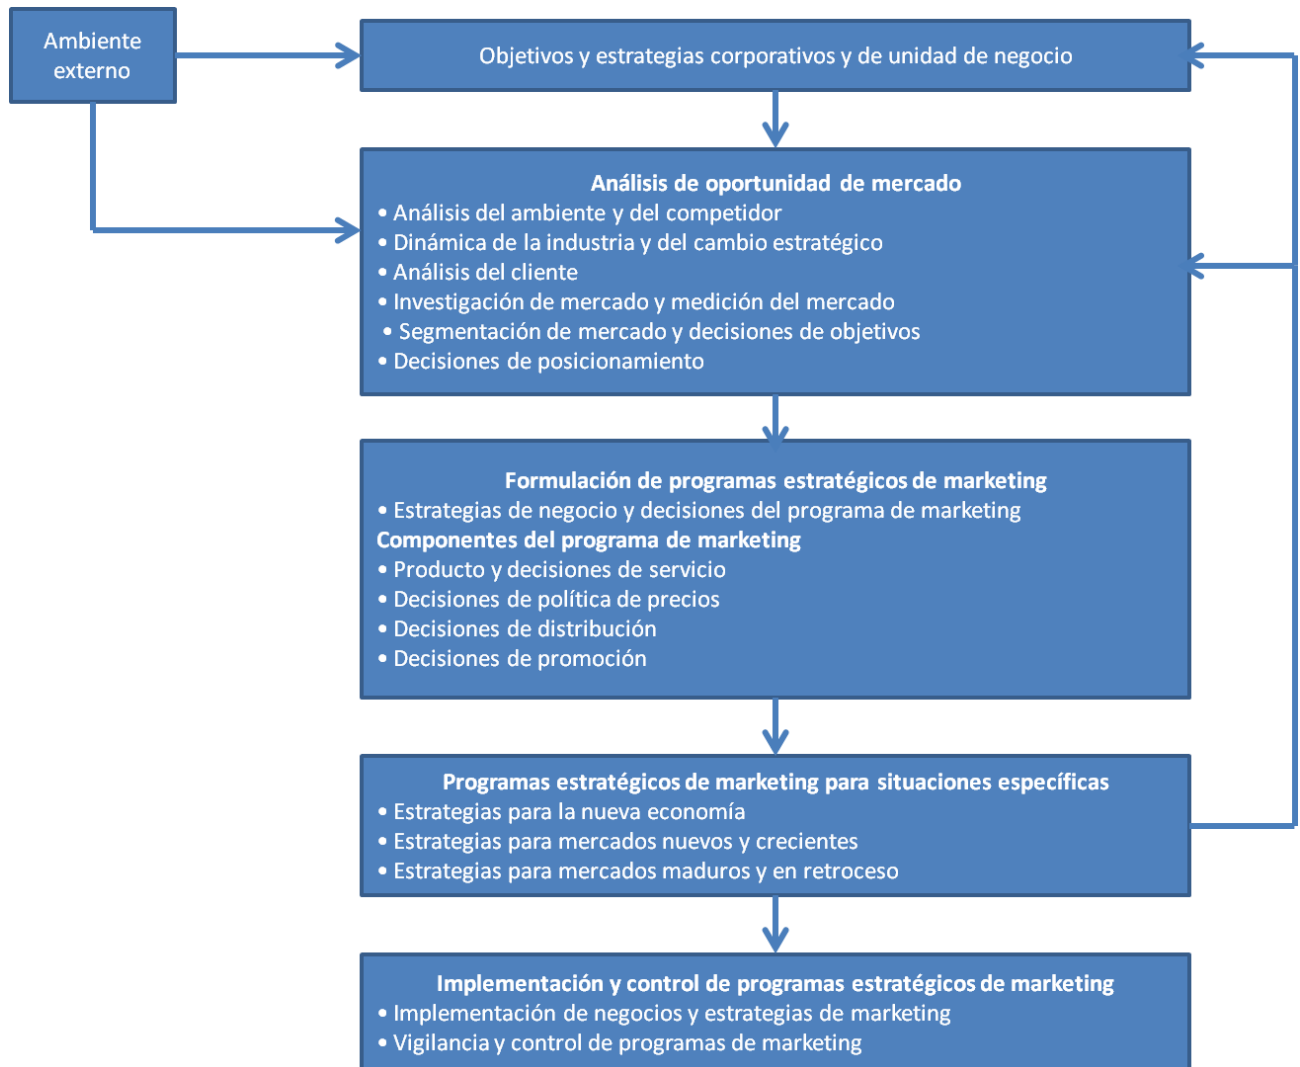 Ambiente
externo
Objetivos y estrategias corporativos y de unidad de negocio
Análisis de oportunidad de mercado
• Análisis del ambiente y del competidor
• Dinámica de la industria y del cambio estratégico
• Análisis del cliente
• Investigación de mercado y medición del mercado
• Segmentación de mercado y decisiones de objetivos
• Decisiones de posicionamiento
Formulación de programas estratégicos de marketing
• Estrategias de negocio y decisiones del programa de marketing
Componentes del programa de marketing
• Producto y decisiones de servicio
• Decisiones de política de precios
• Decisiones de distribución
• Decisiones de promoción
Programas estratégicos de marketing para situaciones específicas
• Estrategias para la nueva economía
• Estrategias para mercados nuevos y crecientes
• Estrategias para mercados maduros y en retroceso
Implementación y control de programas estratégicos de marketing
• Implementación de negocios y estrategias de marketing
• Vigilancia y control de programas de marketing